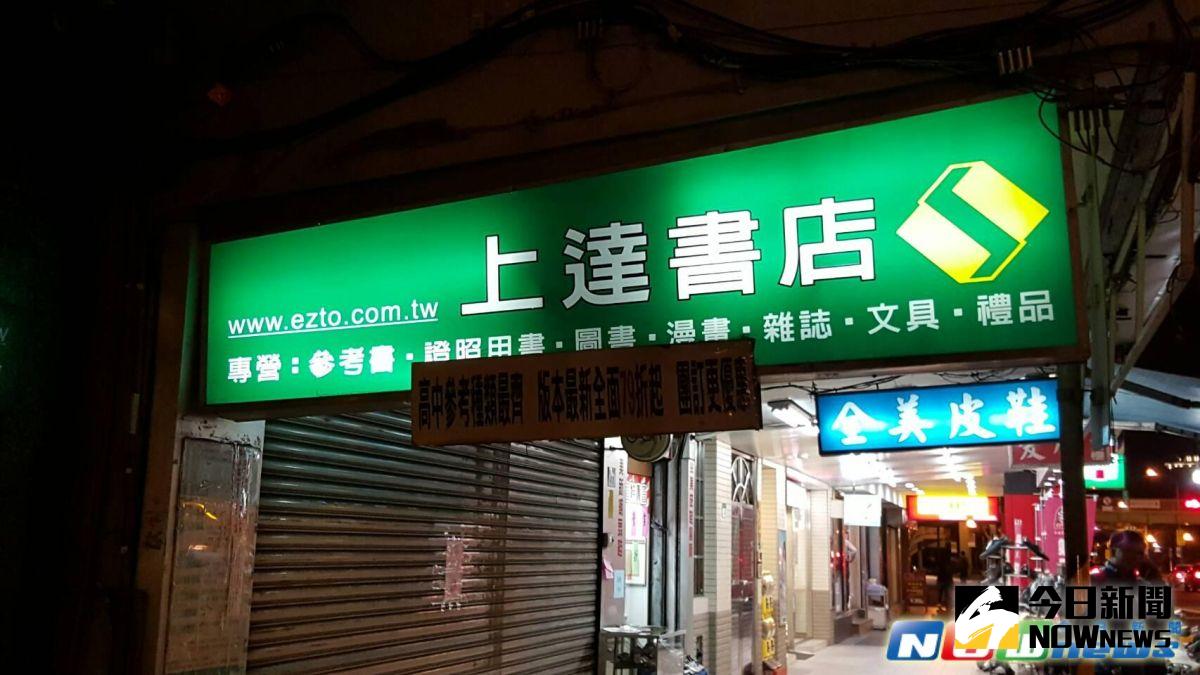 上達書店
www.ezto.com.tw
專營：參考書・證照用書・圖書・漫畫・雜誌・文具・禮品
高中參考種類最齊 版本最新全面79折起 團訂更優惠
全美皮鞋
今日新聞
NOWNEWS
NOWnews